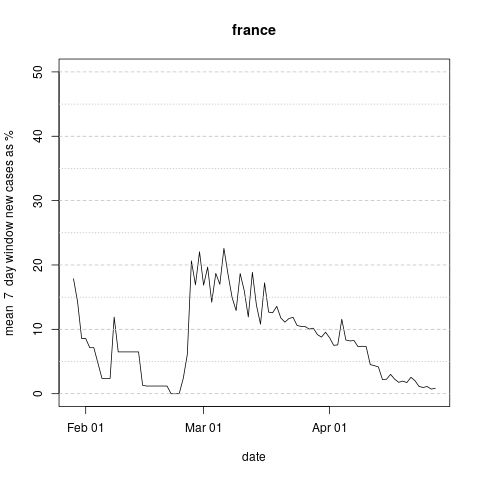 france
50
40
30
20
10
0
mean 7 day window new cases as %
Feb 01
Mar 01
Apr 01
date